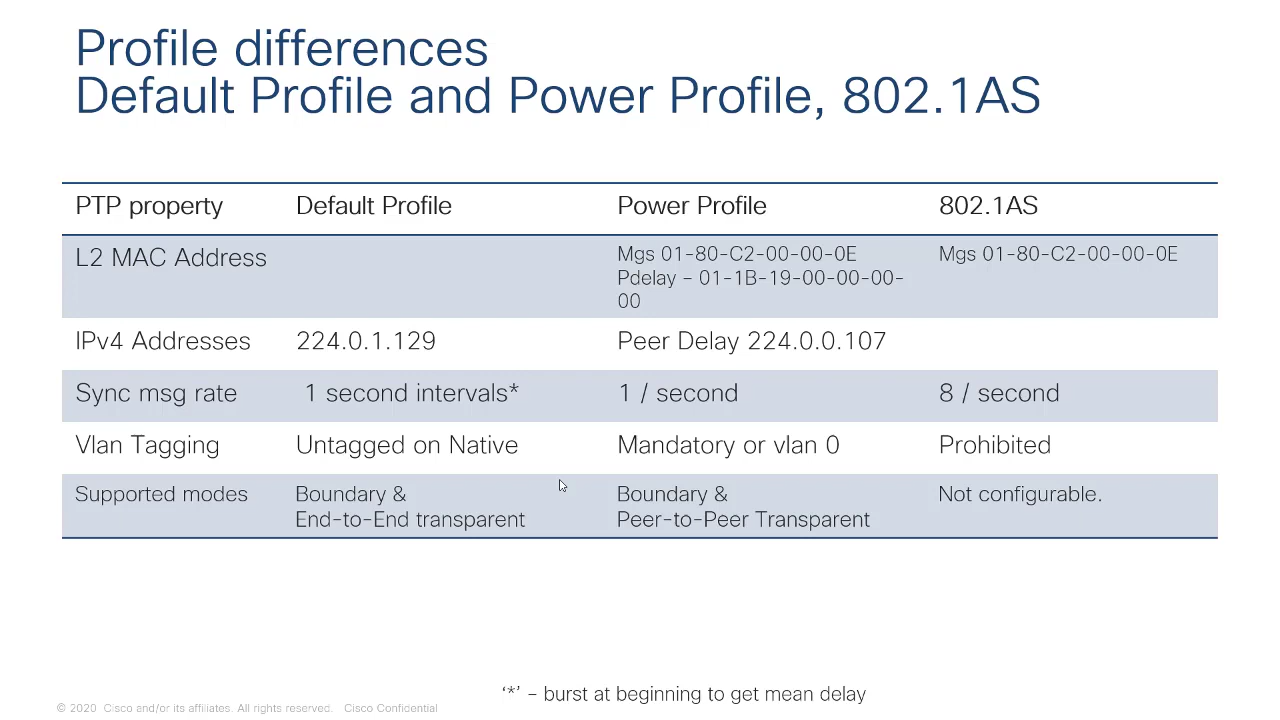 Profile differences
Default Profile and Power Profile, 802.1AS
PTP property Default Profile Power Profile 802.1AS
L2 MAC Address Mgs 01-80-C2-00-00-0E Mgs 01-80-C2-00-00-0E
Pdelay – 01-1B-19-00-00-00-
00
IPv4 Addresses 224.0.1.129 Peer Delay 224.0.0.107
Sync msg rate 1 second intervals* 1 / second 8 / second
Vlan Tagging Untagged on Native Mandatory or vlan 0 Prohibited
Supported modes Boundary & Boundary & Not configurable.
End-to-End transparent Peer-to-Peer Transparent
‘*’ – burst at beginning to get mean delay
© 2020 Cisco and/or its affiliates. All rights reserved. Cisco Confidential